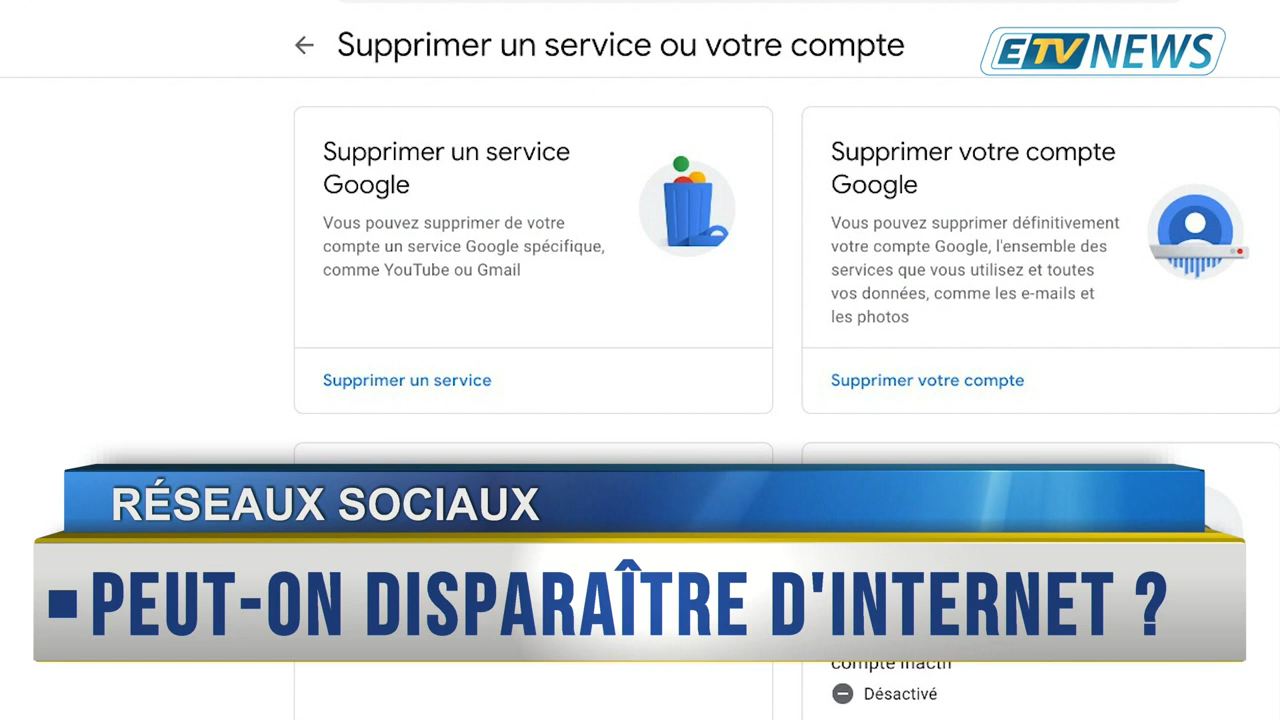 Supprimer un service ou votre compte
ETV NEWS
Supprimer un service
Google
Vous pouvez supprimer de votre
compte un service Google spécifique,
comme YouTube ou Gmail
Supprimer un service
Supprimer votre compte
Google
Vous pouvez supprimer définitivement
votre compte Google, l'ensemble des
services que vous utilisez et toutes
vos données, comme les e-mails et
les photos
Supprimer votre compte
RÉSEAUX SOCIAUX
PEUT-ON DISPARAÎTRE D'INTERNET ?
compte inactif
Désactivé